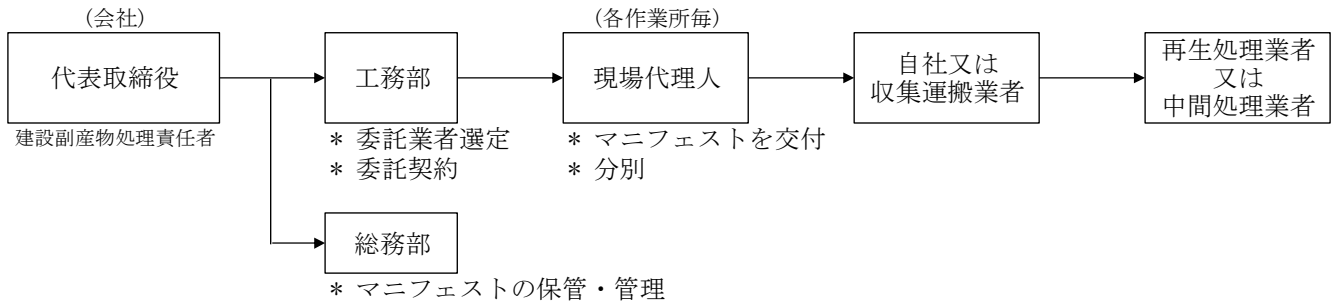 (会社)
代表取締役
建設副産物処理責任者
工務部
* 委託業者選定
* 委託契約
総務部
* マニフェストの保管・管理
(各作業所毎)
現場代理人
* マニフェストを交付
* 分別
自社又は
収集運搬業者
再生処理業者
又は
中間処理業者